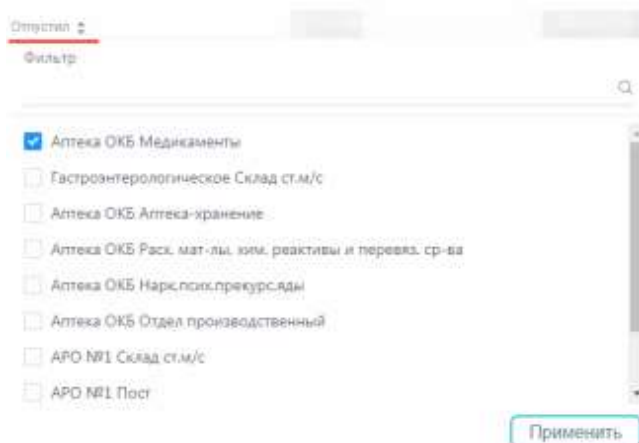 Отпустил
Фильтр
Аптека ОКБ Медикаменты
Гастроэнтерологическое Склад ст.м/с
Аптека ОКБ Аптека-хранение
Аптека ОКБ Расх. мат-лы, хим. реактивы и перевяз. ср-ва
Аптека ОКБ Нарк.псих.прекурс.яды
Аптека ОКБ Отдел производственный
АРО №1 Склад ст.м/с
АРО №1 Пост
Применить